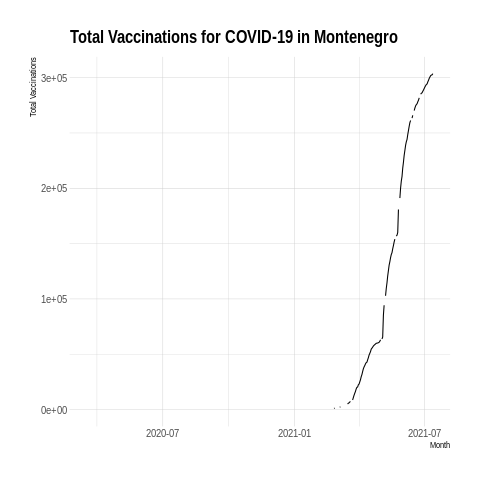 Total Vaccinations for COVID-19 in Montenegro
Total Vaccinations
3e+05
2e+05
1e+05
0e+00
2020-07 2021-01 2021-07
Month